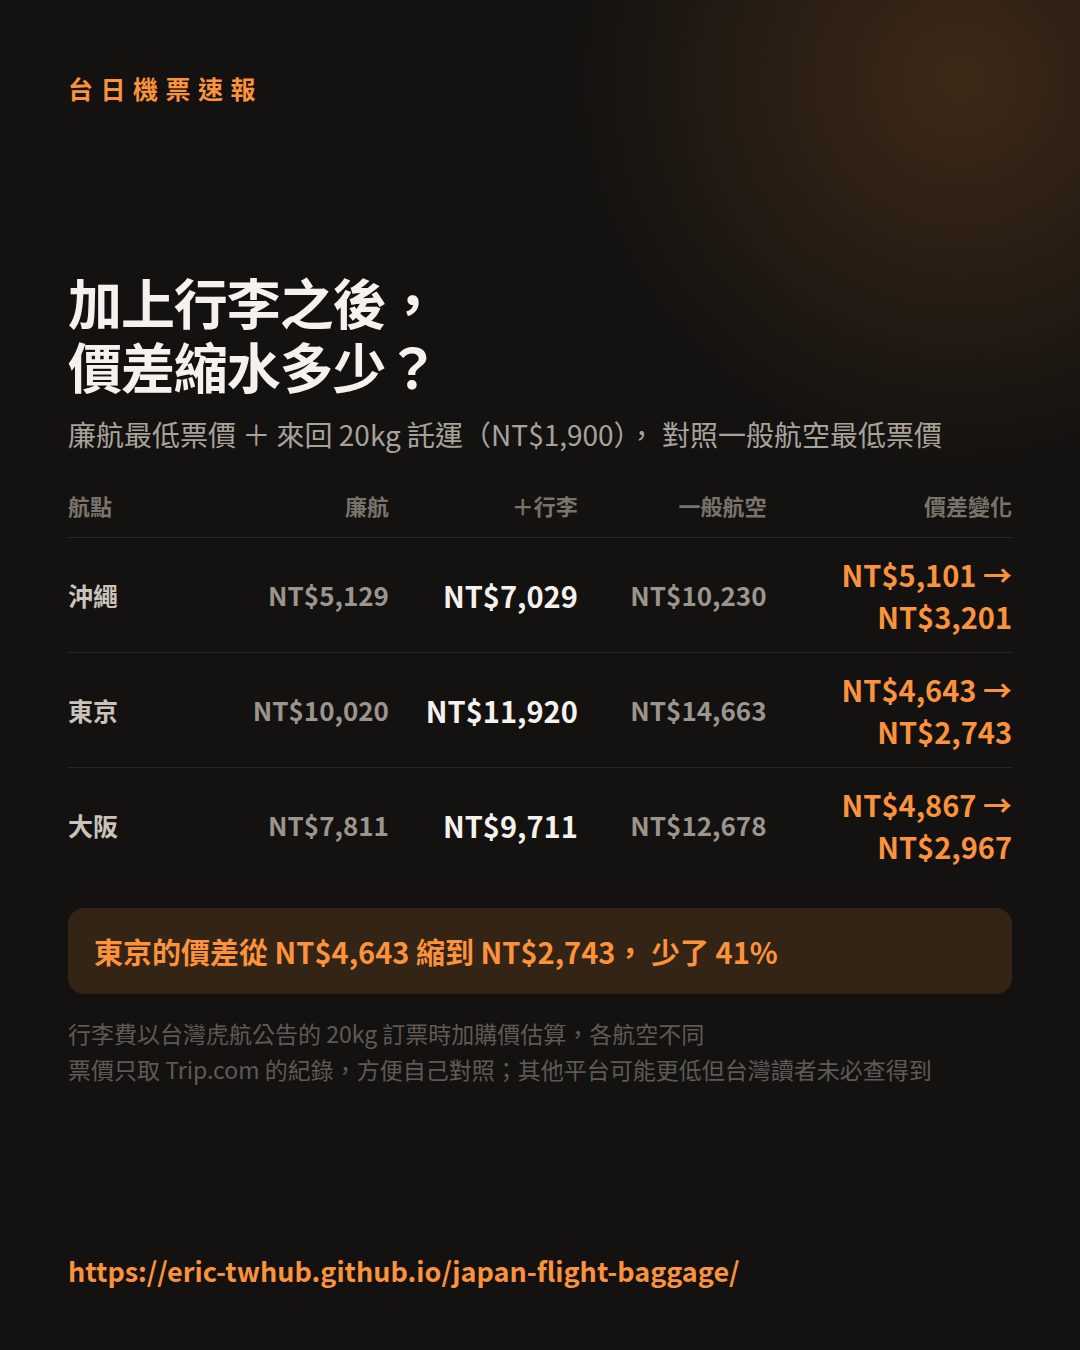 台日機票速報
加上行李之後，
價差縮水多少？
廉航最低票價 ＋ 來回 20kg 託運（NT$1,900）， 對照一般航空最低票價
航點 廉航 ＋行李 一般航空 價差變化
沖繩 NT$5,129 NT$7,029 NT$10,230 NT$5,101 →
NT$3,201
東京 NT$10,020 NT$11,920 NT$14,663 NT$4,643 →
NT$2,743
大阪 NT$7,811 NT$9,711 NT$12,678 NT$4,867 →
NT$2,967
東京的價差從 NT$4,643 縮到 NT$2,743， 少了 41%
行李費以台灣虎航公告的 20kg 訂票時加購價估算，各航空不同
票價只取 Trip.com 的紀錄，方便自己對照；其他平台可能更低但台灣讀者未必查得到
https://eric-twhub.github.io/japan-flight-baggage/